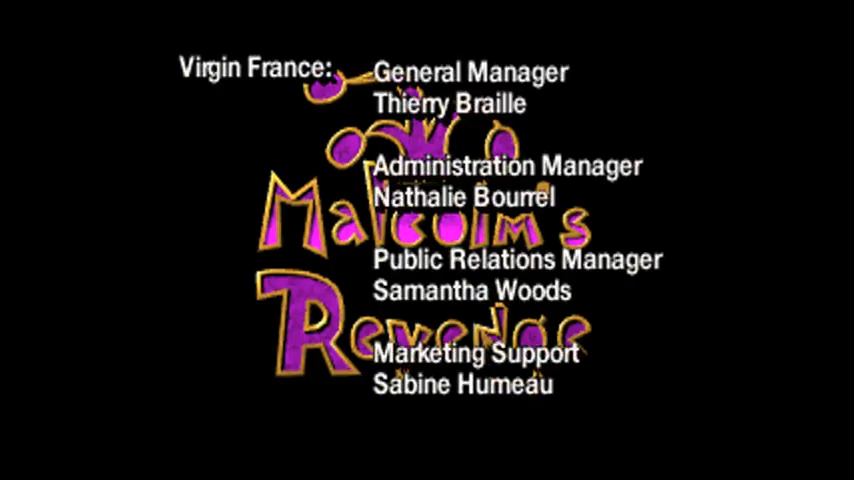 Virgin France:
General Manager
Thierry Braille
Administration Manager
Nathalie Bourrel
Malcolm's
Public Relations Manager
Samantha Woods
Revenge
Marketing Support
Sabine Humeau